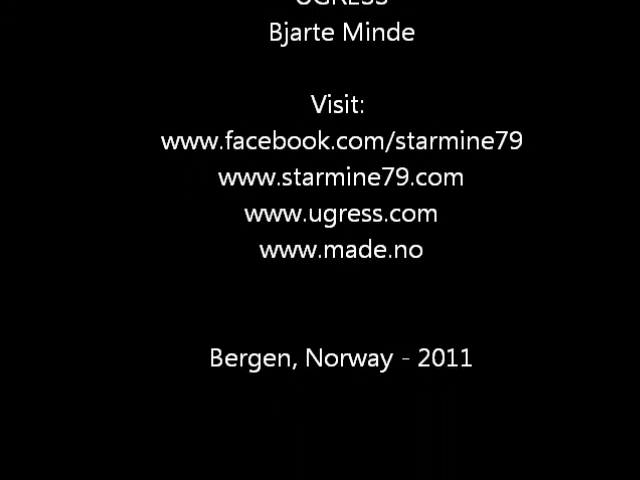 UGRESS
Bjarte Minde
Visit:
www.facebook.com/starmine79
www.starmine79.com
www.ugress.com
www.made.no
Bergen, Norway - 2011